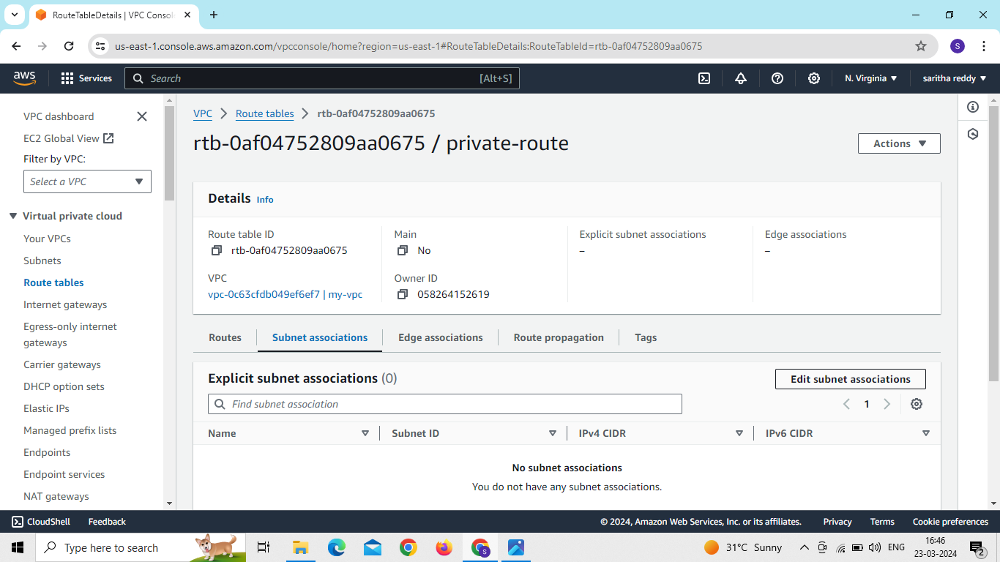 RouteTableDetails | VPC Conso
us-east-1.console.aws.amazon.com/vpcconsole/home?region=us-east-1#RouteTableDetails:RouteTableId=rtb-0af04752809aa0675
S
aws
Services
Search
[Alt+S]
N. Virginia
saritha reddy
VPC dashboard
EC2 Global View
Filter by VPC:
Select a VPC
Virtual private cloud
Your VPCs
Subnets
Route tables
Internet gateways
Egress-only internet
gateways
Carrier gateways
DHCP option sets
Elastic IPs
Managed prefix lists
Endpoints
Endpoint services
NAT gateways
VPC
Route tables
rtb-0af04752809aa0675
rtb-0af04752809aa0675 / private-route
Actions
Details Info
Route table ID
rtb-0af04752809aa0675
Main
No
Explicit subnet associations
–
Edge associations
–
VPC
vpc-0c63cfdb049ef6ef7 | my-vpc
Owner ID
058264152619
Routes
Subnet associations
Edge associations
Route propagation
Tags
Explicit subnet associations (0)
Edit subnet associations
Find subnet association
1
Name
Subnet ID
IPv4 CIDR
IPv6 CIDR
No subnet associations
You do not have any subnet associations.
CloudShell
Feedback
© 2024, Amazon Web Services, Inc. or its affiliates.
Privacy
Terms
Cookie preferences
Type here to search
S
31°C Sunny
ENG
16:46
23-03-2024
2